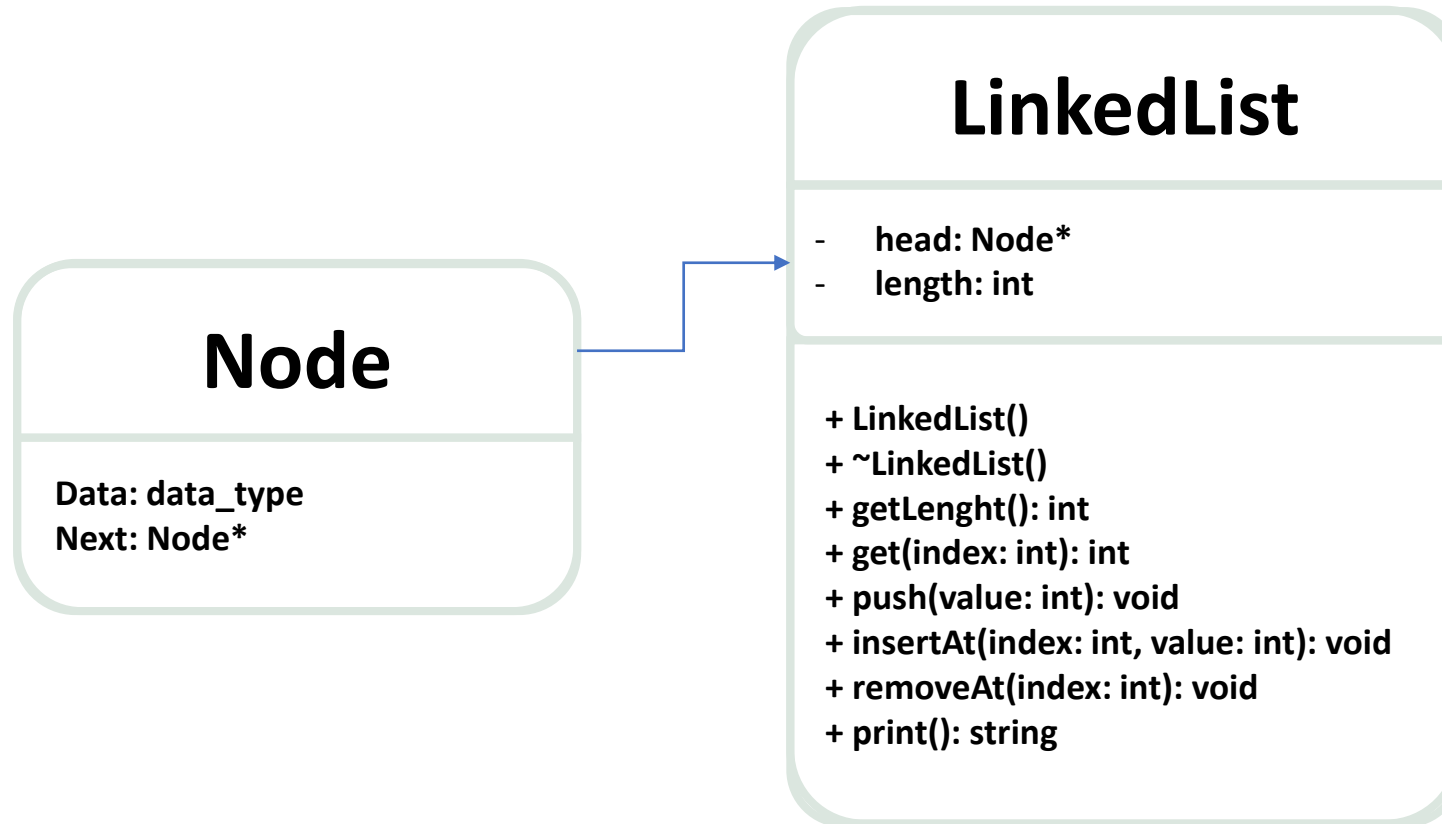 Node
Data: data_type
Next: Node*
LinkedList
- head: Node*
- length: int
+ LinkedList()
+ ~LinkedList()
+ getLenght(): int
+ get(index: int): int
+ push(value: int): void
+ insertAt(index: int, value: int): void
+ removeAt(index: int): void
+ print(): string